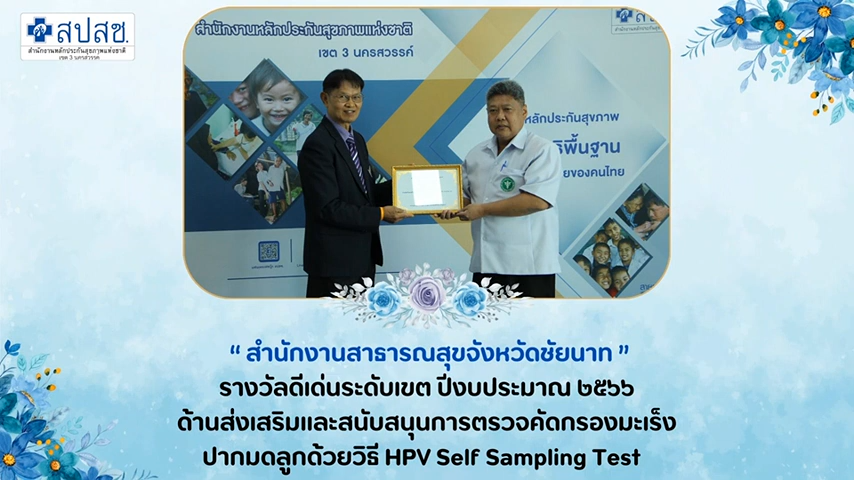 สปสช.
สำนักงานหลักประกันสุขภาพแห่งชาติ
เขต 3 นครสวรรค์
สำนักงานหลักประกันสุขภาพแห่งชาติ
เขต 3 นครสวรรค์
สปสช.
หลักประกันสุขภาพ
พื้นฐาน
ของคนไทย
“ สำนักงานสาธารณสุขจังหวัดชัยนาท ”
รางวัลดีเด่นระดับเขต ปีงบประมาณ ๒๕๖๖
ด้านส่งเสริมและสนับสนุนการตรวจคัดกรองมะเร็ง
ปากมดลูกด้วยวิธี HPV Self Sampling Test